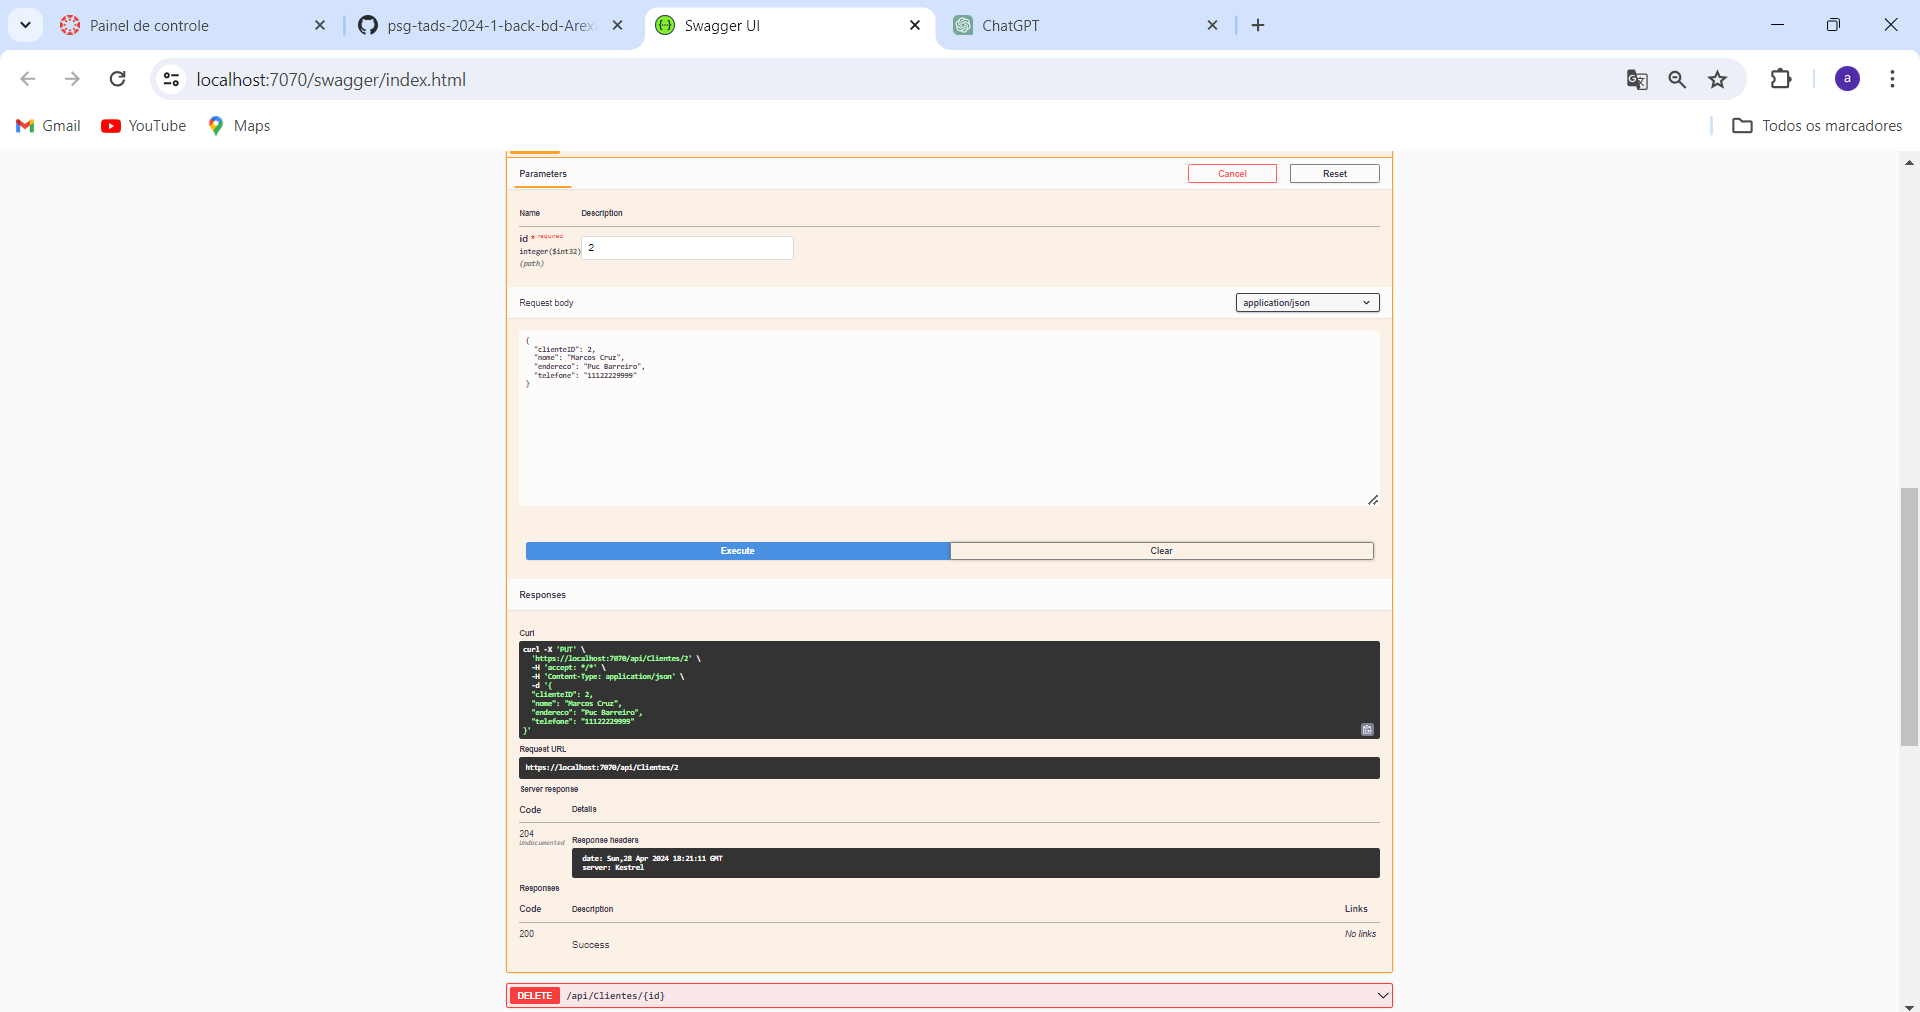 Painel de controle
psg-tads-2024-1-back-bd-Arex
Swagger UI
ChatGPT
localhost:7070/swagger/index.html
a
Gmail
YouTube
Maps
Todos os marcadores
Parameters
Cancel
Reset
Name
Description
id * required
integer($int32)
(path)
2
Request body
application/json
{
"clienteID": 2,
"nome": "Marcos Cruz",
"endereco": "Puc Barreiro",
"telefone": "11122229999"
}
Execute
Clear
Responses
Curl
curl -X 'PUT' \
'https://localhost:7070/api/Clientes/2' \
-H 'accept: */*' \
-H 'Content-Type: application/json' \
-d '{
"clienteID": 2,
"nome": "Marcos Cruz",
"endereco": "Puc Barreiro",
"telefone": "11122229999"
}'
Request URL
https://localhost:7070/api/Clientes/2
Server response
Code
Details
204
Undocumented
Response headers
date: Sun,28 Apr 2024 18:21:11 GMT
server: Kestrel
Responses
Code
Description
Links
200
Success
No links
DELETE
/api/Clientes/{id}